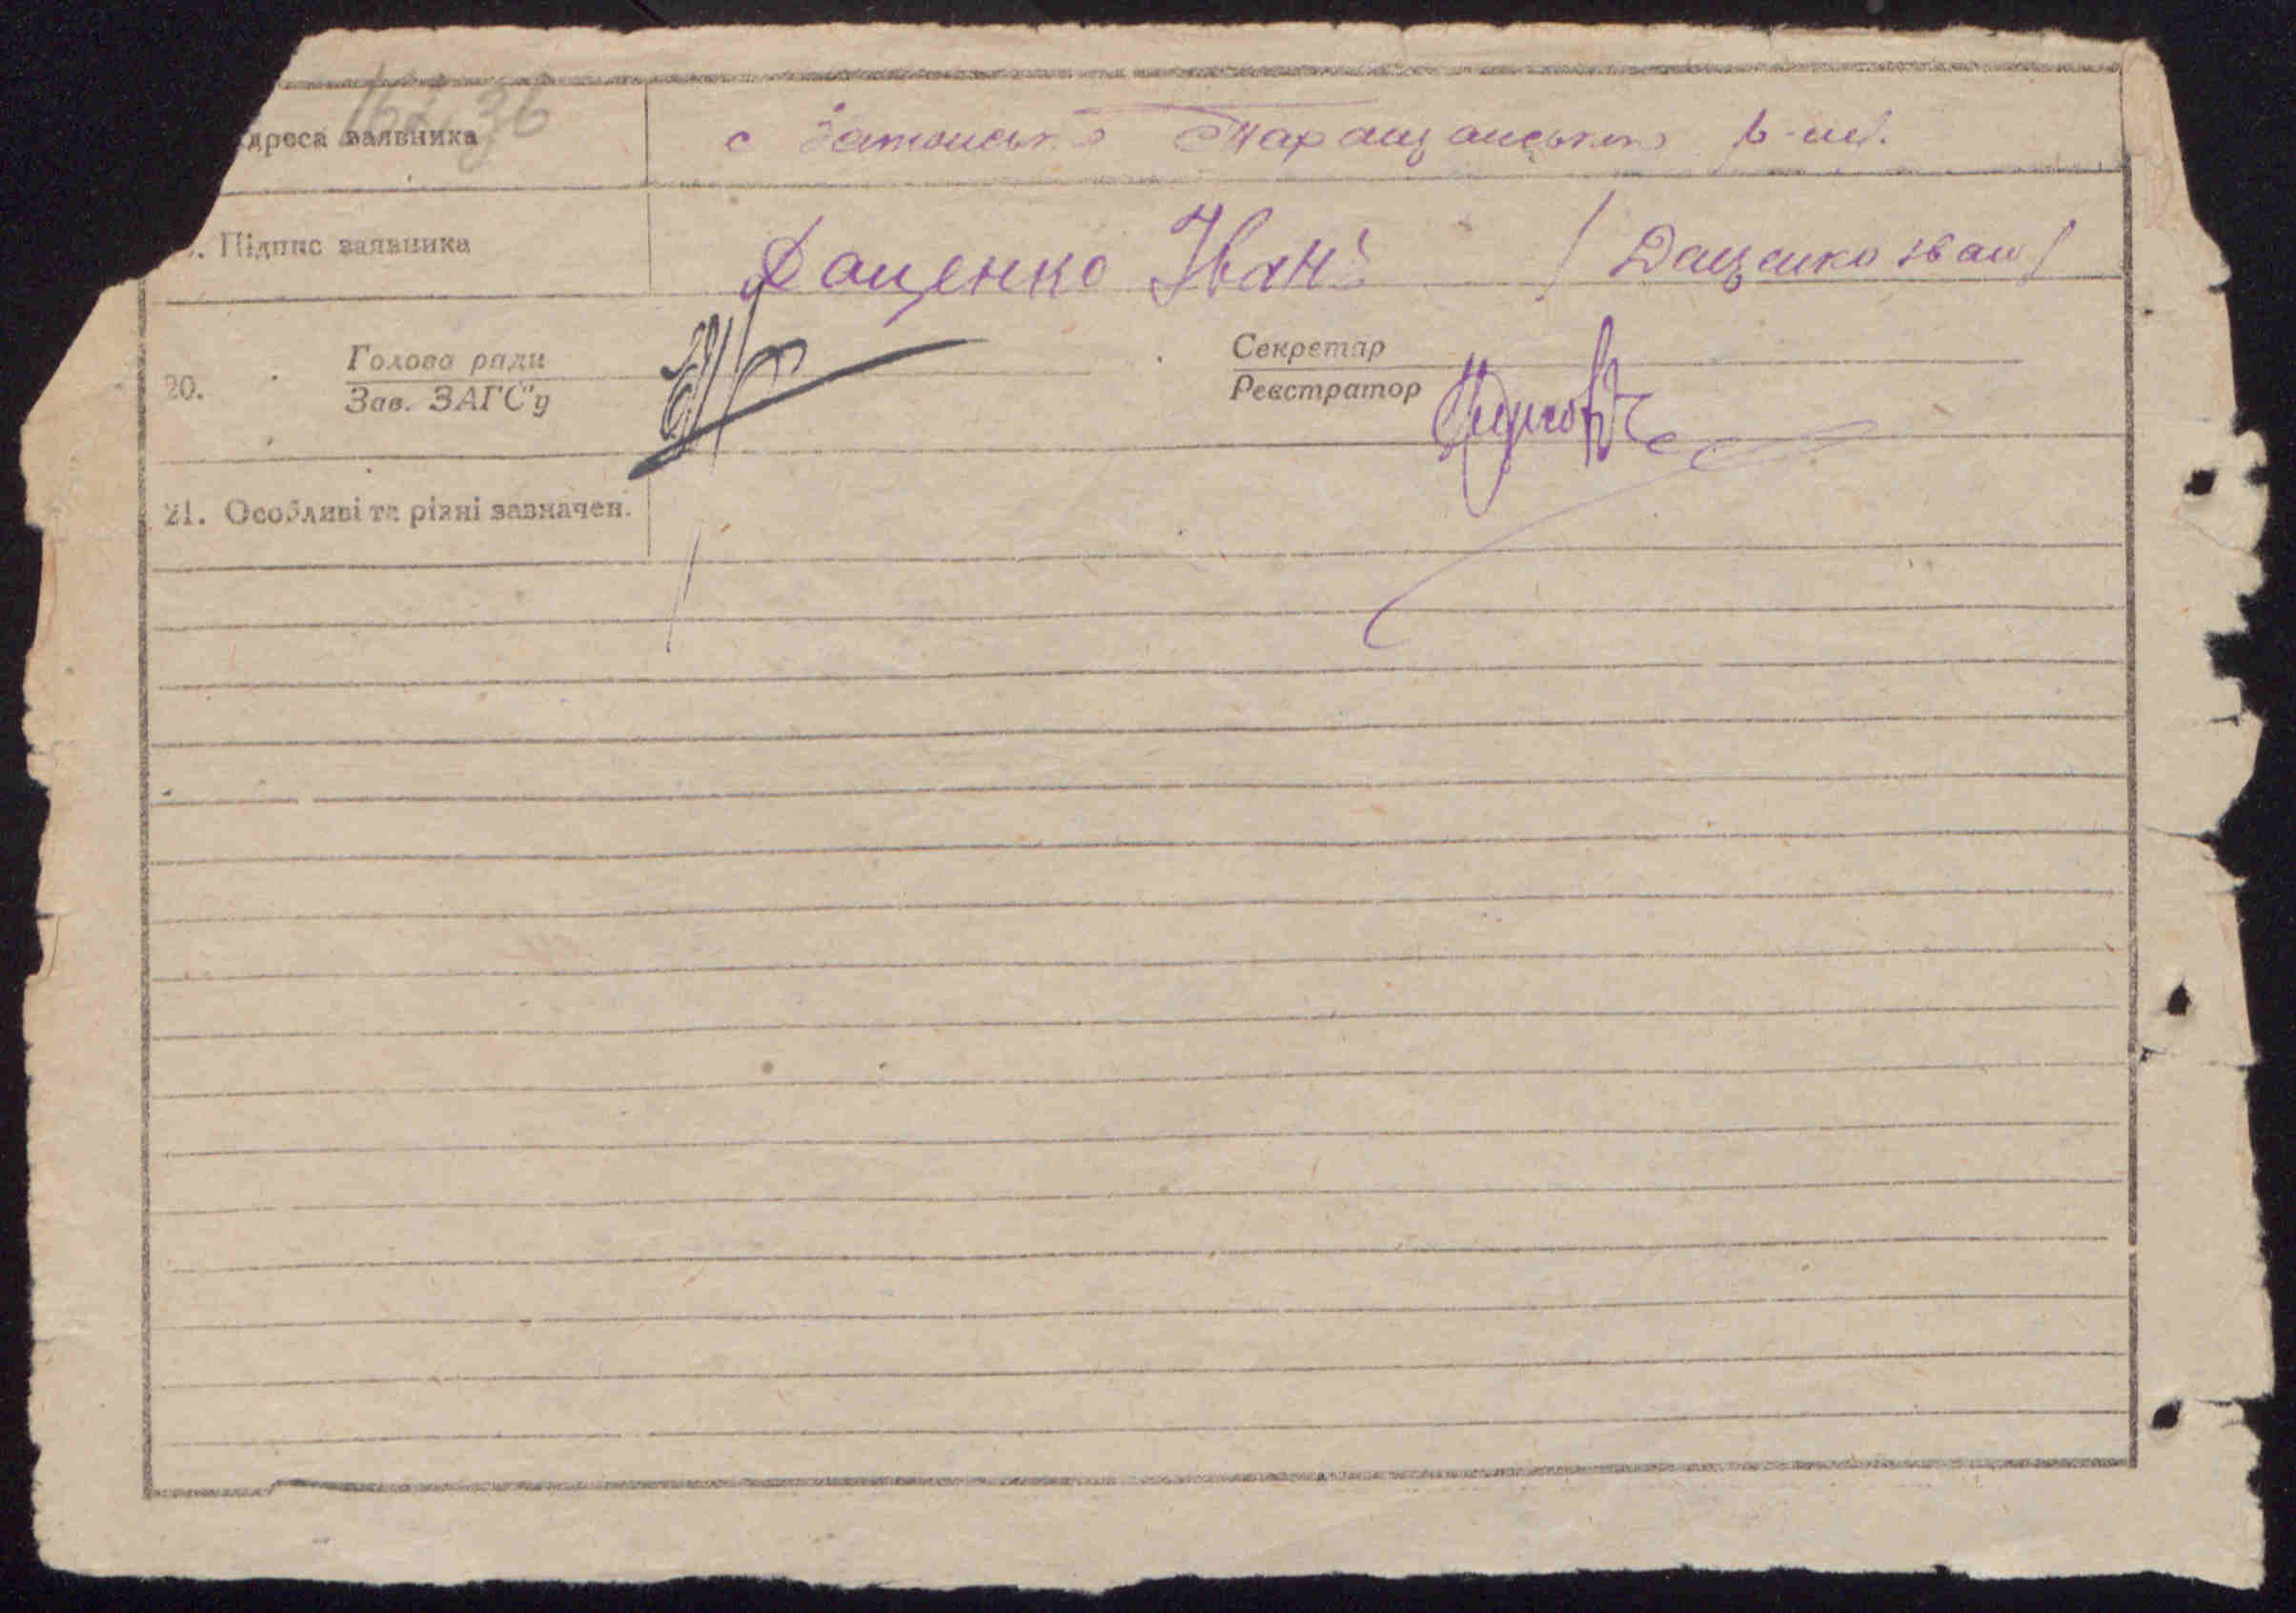 162 36
дреса заявника с Затонськ Таращанського р-ну.
. Підпис заявника Даценко Іван / Даценко Іван /
20. Голова ради Секретар
Зав. ЗАГС'у Реєстратор
21. Особливі та різні зазначен.